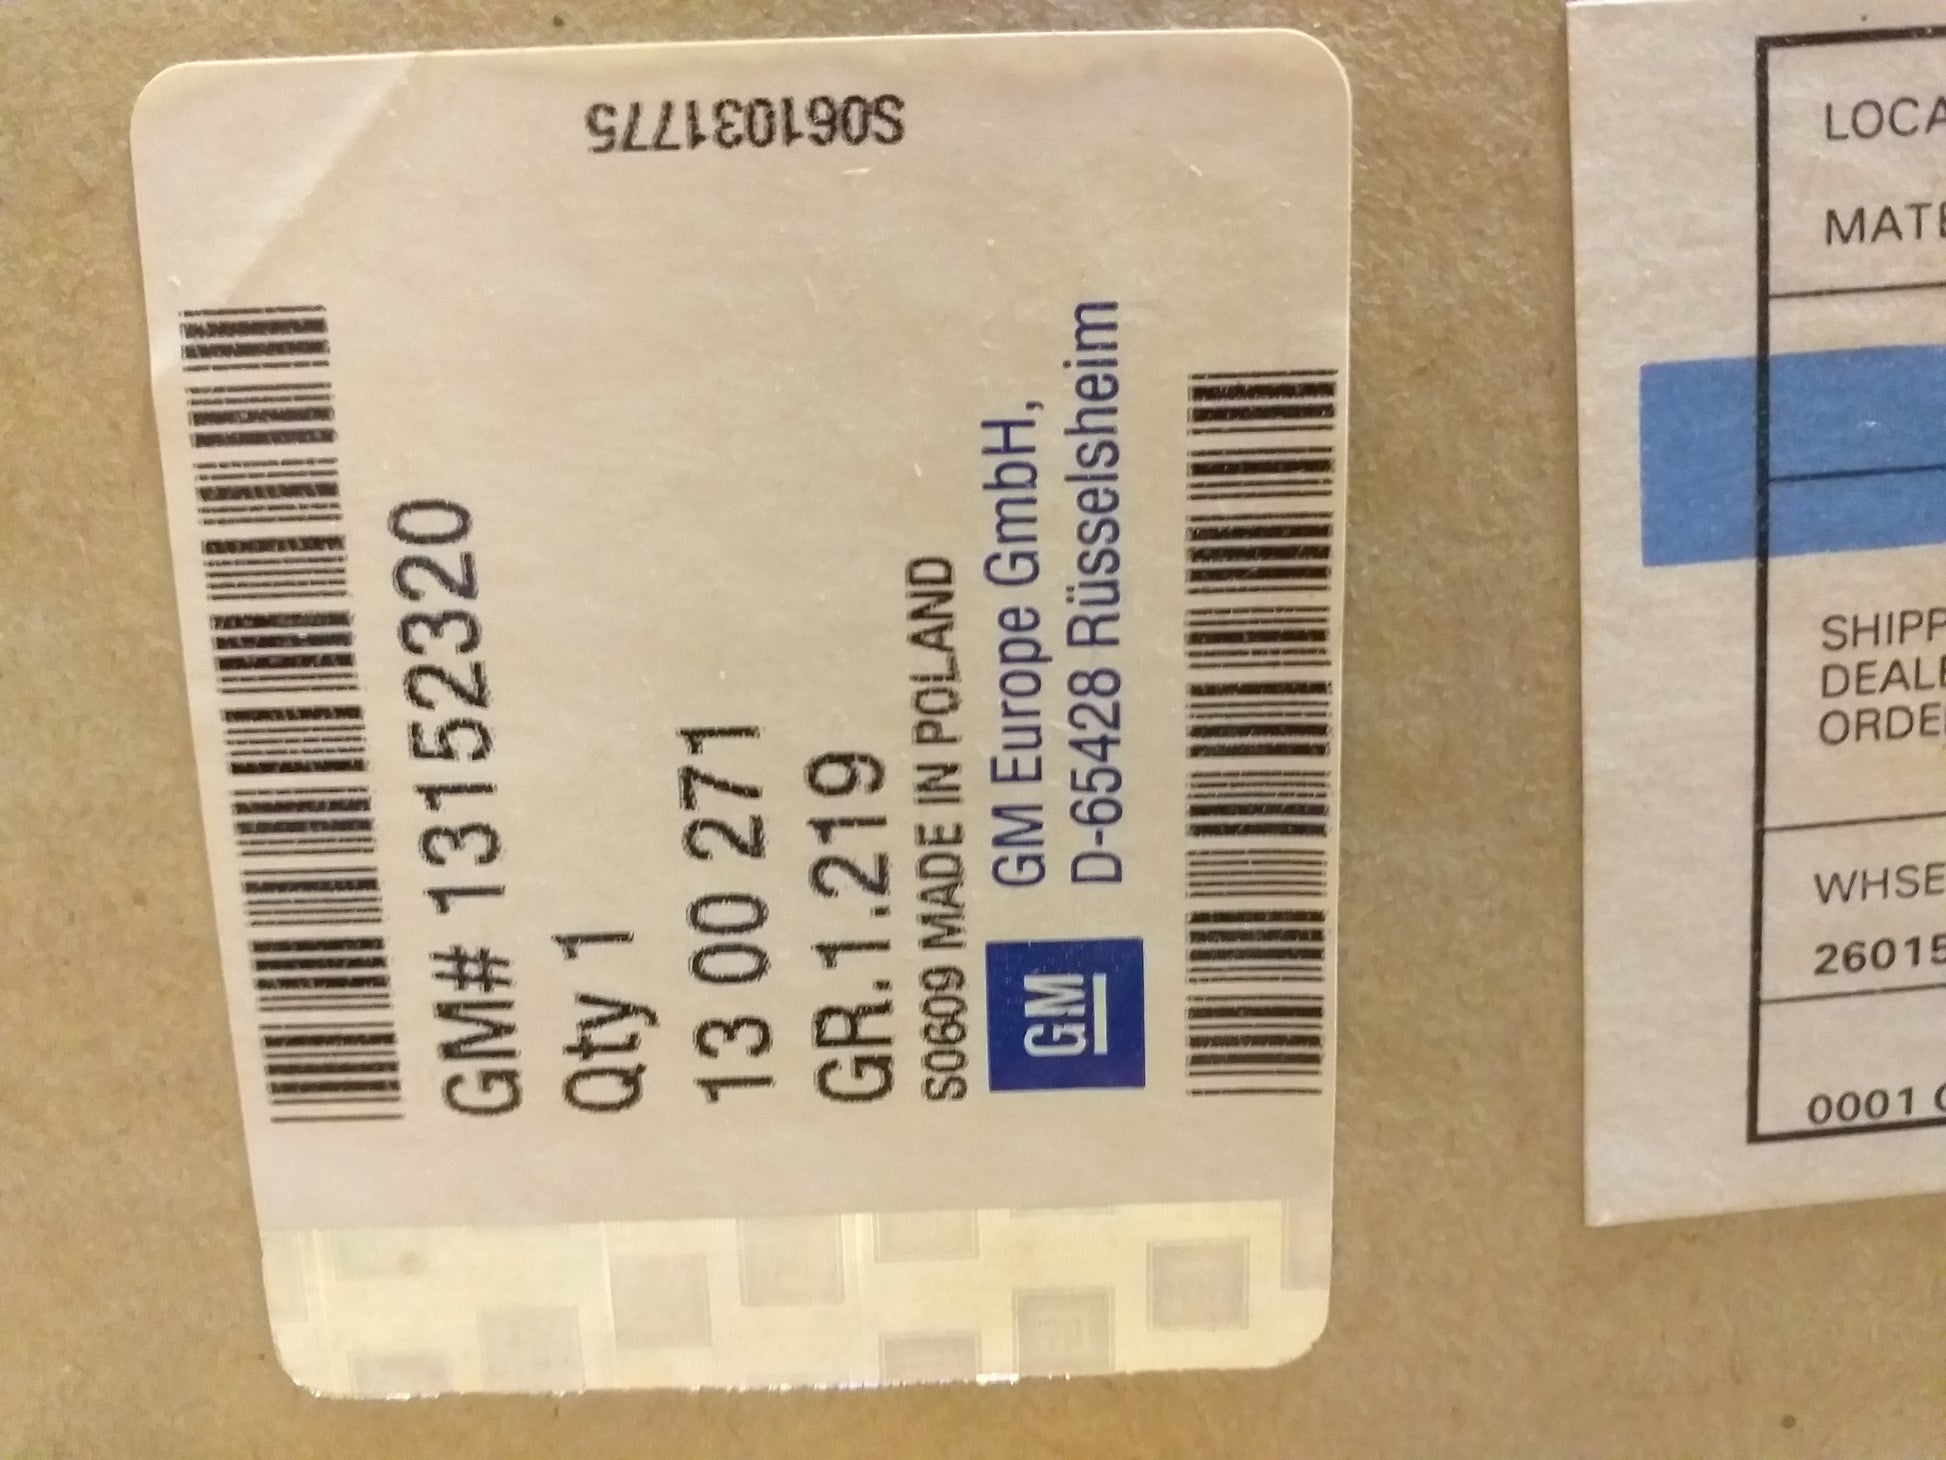 S061031775
GM# 13152320
Qty 1
13 00 271
GR.1.219
S0609 MADE IN POLAND
GM
GM Europe GmbH,
D-65428 Rüsselsheim
LOCA
MATE
SHIPP
DEALE
ORDE
WHSE
26015
0001